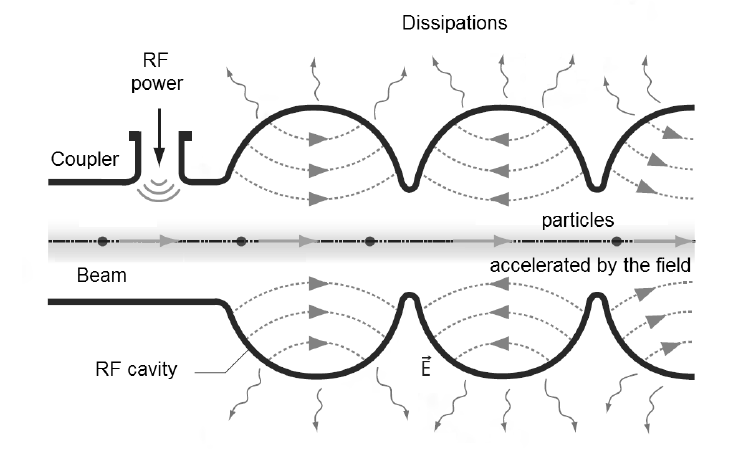 Dissipations
RF
power
Coupler
particles
accelerated by the field
Beam
RF cavity
E⃗